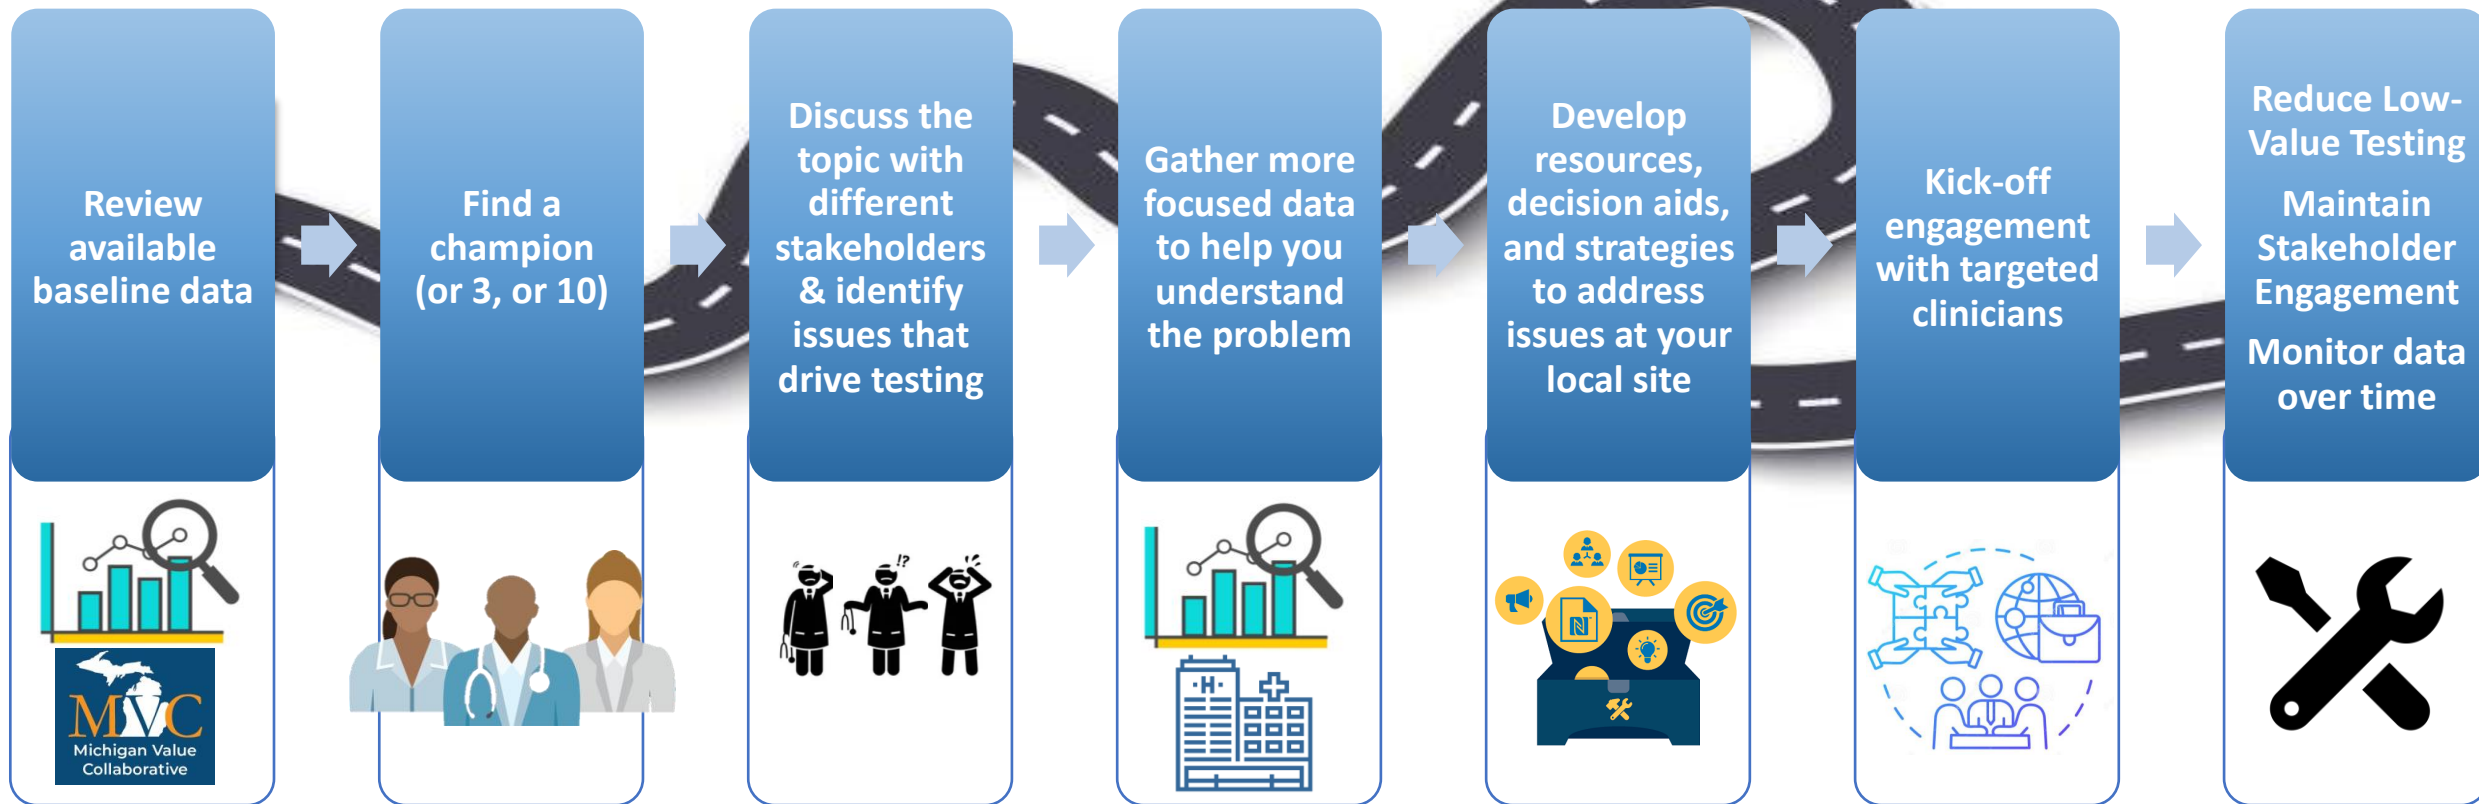 Review
available
baseline data
Find a
champion
(or 3, or 10)
Discuss the
topic with
different
stakeholders
& identify
issues that
drive testing
Gather more
focused data
to help you
understand
the problem
Develop
resources,
decision aids,
and strategies
to address
issues at your
local site
Kick-off
engagement
with targeted
clinicians
Reduce Low-
Value Testing
Maintain
Stakeholder
Engagement
Monitor data
over time
MVC
Michigan Value
Collaborative
!?
H
N